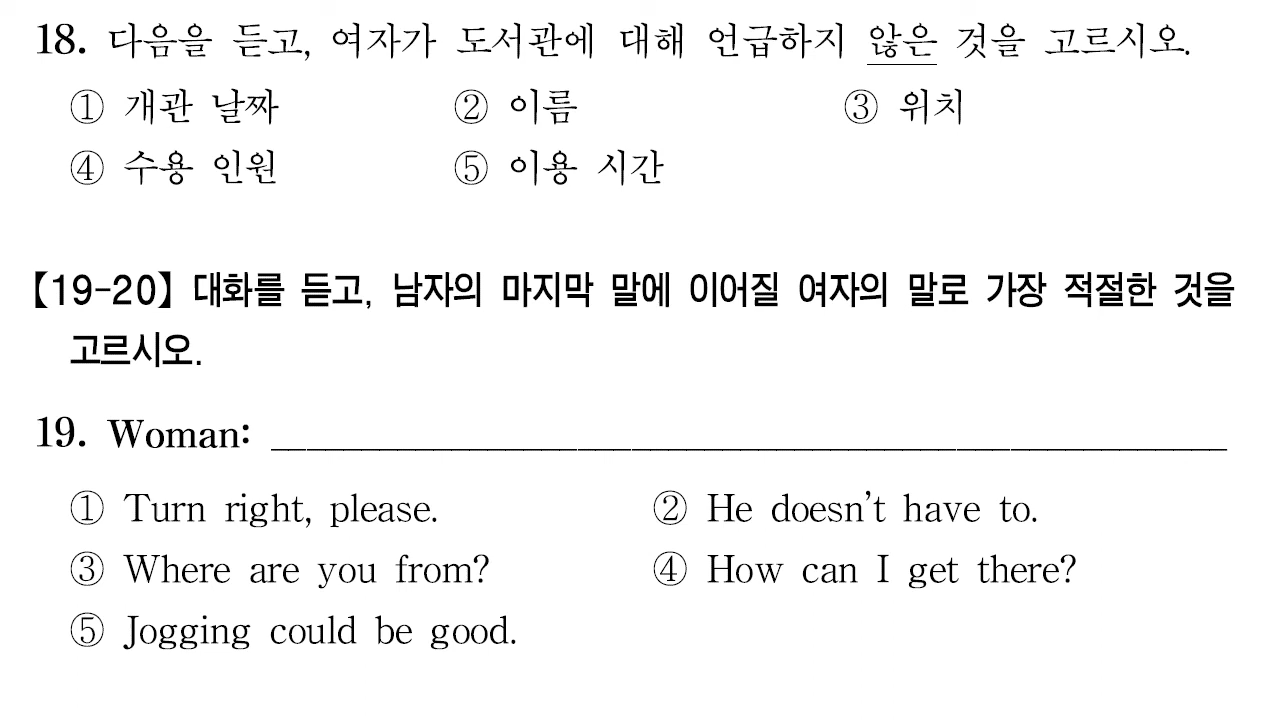 18. 다음을 듣고, 여자가 도서관에 대해 언급하지 않은 것을 고르시오.
① 개관 날짜 ② 이름 ③ 위치
④ 수용 인원 ⑤ 이용 시간
【19-20】 대화를 듣고, 남자의 마지막 말에 이어질 여자의 말로 가장 적절한 것을
고르시오.
19. Woman: ______________________________
① Turn right, please. ② He doesn't have to.
③ Where are you from? ④ How can I get there?
⑤ Jogging could be good.